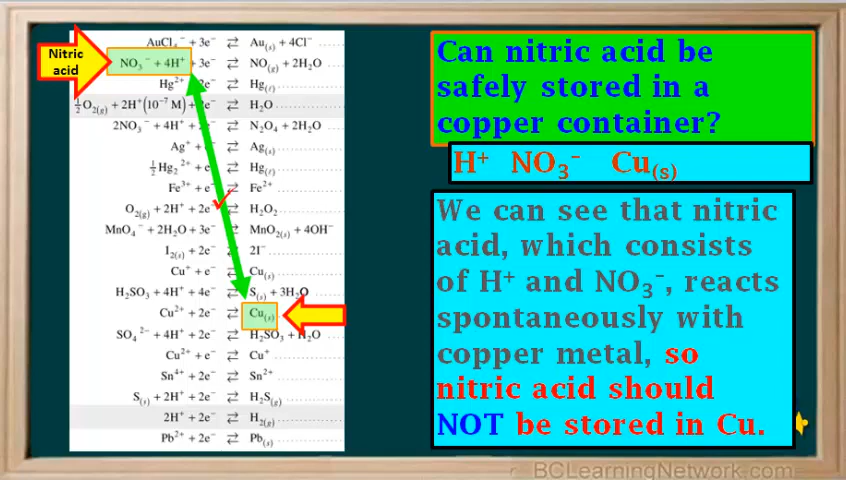 Nitric
acid
AuCl₄⁻ + 3e⁻ ⇄ Au(s) + 4Cl⁻ .....
NO₃⁻ + 4H⁺ + 3e⁻ ⇄ NO(g) + 2H₂O
Hg²⁺ + 2e⁻ ⇄ Hg(ℓ) ..................
½O₂(g) + 2H⁺(10⁻⁷ M) + 2e⁻ ⇄ H₂O ..................
2NO₃⁻ + 4H⁺ + 2e⁻ ⇄ N₂O₄ + 2H₂O
Ag⁺ + e⁻ ⇄ Ag(s) ..................
½Hg₂²⁺ + e⁻ ⇄ Hg(ℓ) ..................
Fe³⁺ + e⁻ ⇄ Fe²⁺ ..................
O₂(g) + 2H⁺ + 2e⁻ ⇄ H₂O₂ ...............
MnO₄⁻ + 2H₂O + 3e⁻ ⇄ MnO₂(s) + 4OH⁻
I₂(s) + 2e⁻ ⇄ 2I⁻ ..................
Cu⁺ + e⁻ ⇄ Cu(s) ..................
H₂SO₃ + 4H⁺ + 4e⁻ ⇄ S(s) + 3H₂O
Cu²⁺ + 2e⁻ ⇄ Cu(s)
SO₄²⁻ + 4H⁺ + 2e⁻ ⇄ H₂SO₃ + H₂O
Cu²⁺ + e⁻ ⇄ Cu⁺ ..................
Sn⁴⁺ + 2e⁻ ⇄ Sn²⁺ ..................
S(s) + 2H⁺ + 2e⁻ ⇄ H₂S(g) ...............
2H⁺ + 2e⁻ ⇄ H₂(g) ..................
Pb²⁺ + 2e⁻ ⇄ Pb(s) ..................
Can nitric acid be
safely stored in a
copper container?
H⁺ NO₃⁻ Cu(s)
We can see that nitric
acid, which consists
of H⁺ and NO₃⁻, reacts
spontaneously with
copper metal, so
nitric acid should
NOT be stored in Cu.
BCLearningNetwork.com